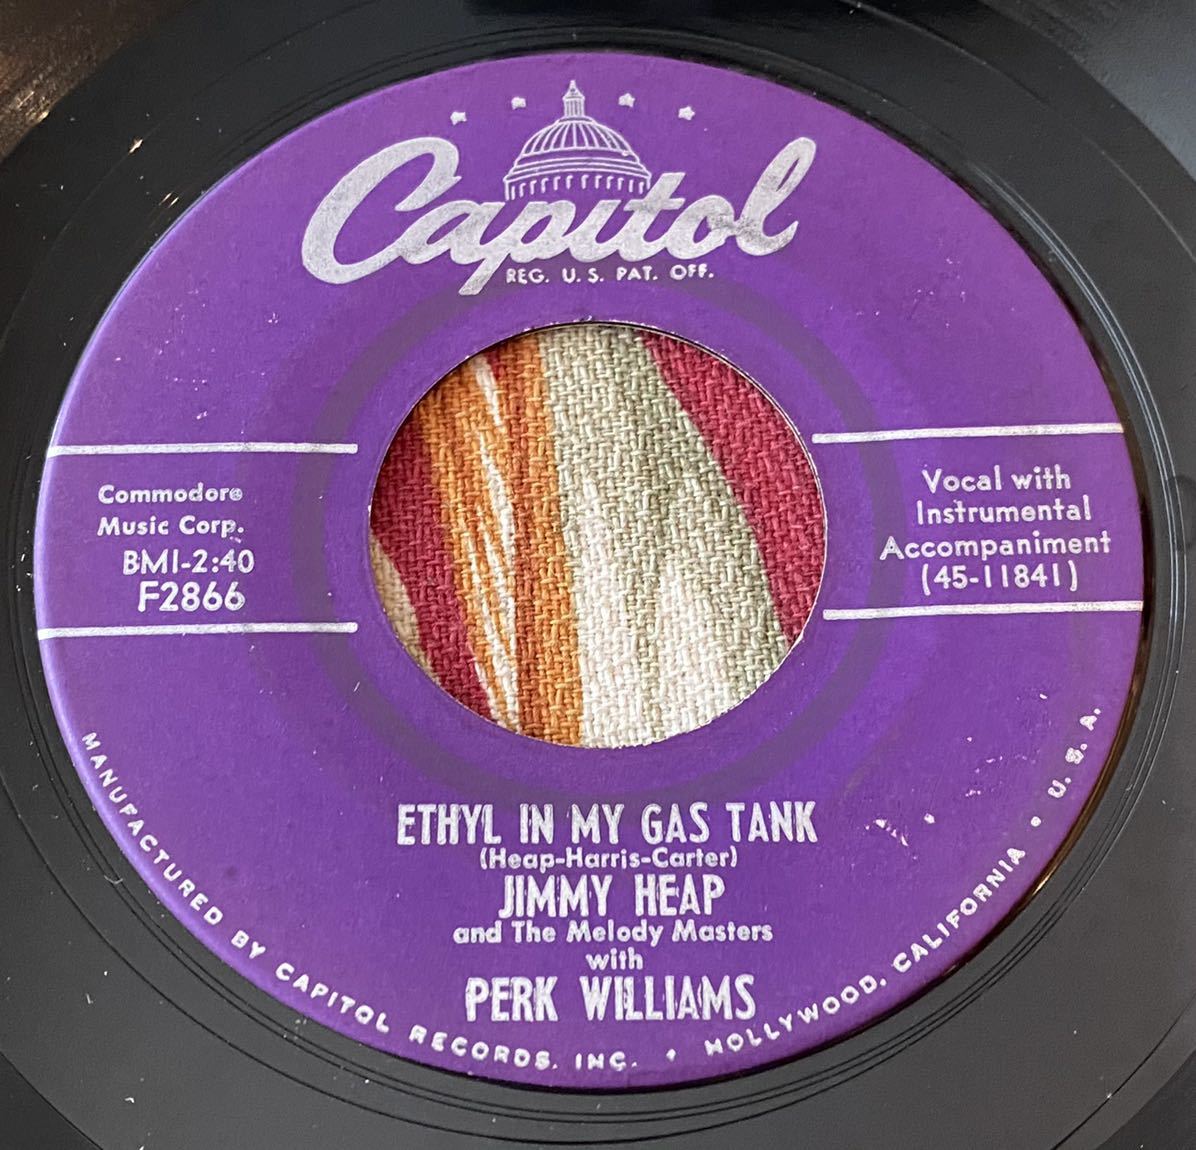 Capitol
REG. U. S. PAT. OFF.
Commodore
Music Corp.
BMI-2:40
F2866
Vocal with
Instrumental
Accompaniment
(45-11841)
ETHYL IN MY GAS TANK
(Heap-Harris-Carter)
JIMMY HEAP
and The Melody Masters
with
PERK WILLIAMS
MANUFACTURED BY CAPITOL RECORDS, INC. • HOLLYWOOD, CALIFORNIA • U. S. A.